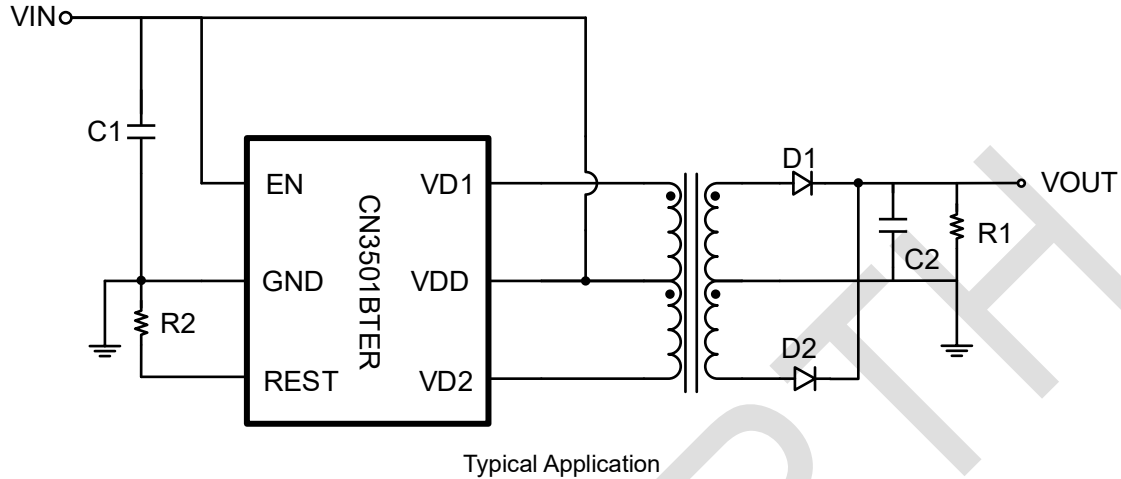 VIN
C1
EN
VD1
GND
VDD
REST
VD2
CN3501BTER
R2
D1
D2
C2
R1
VOUT
Typical Application